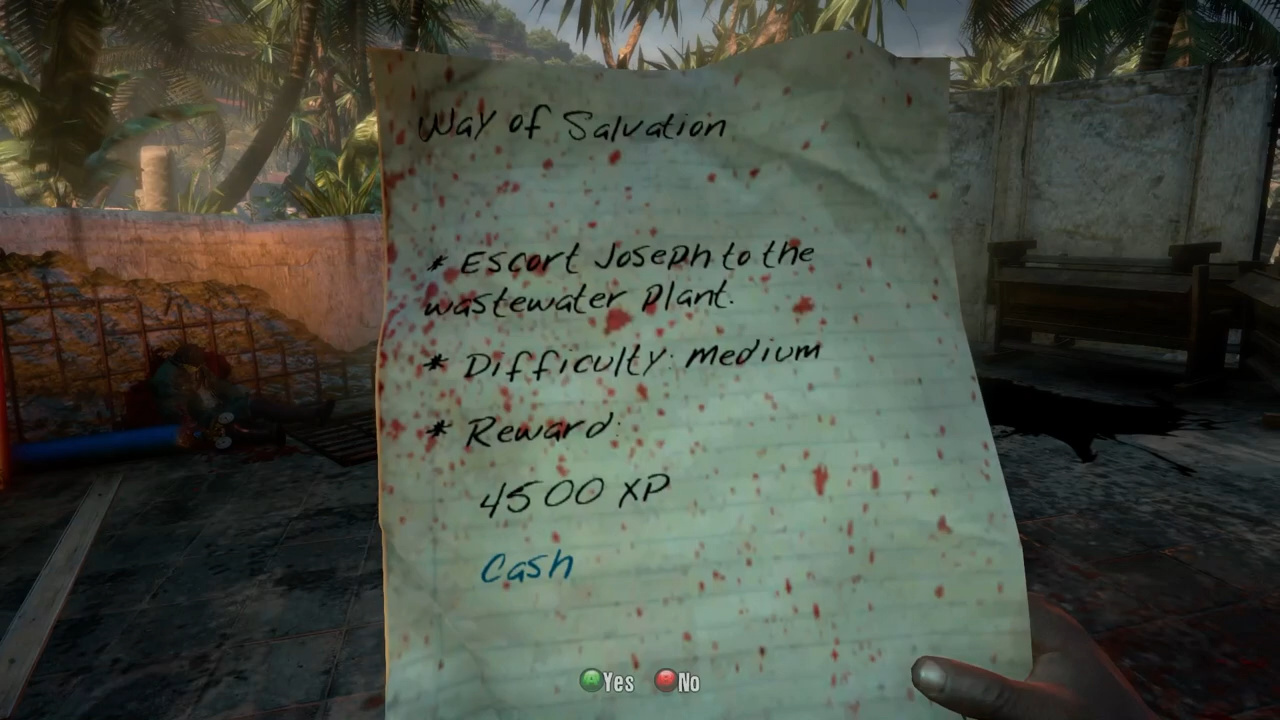 Way of Salvation
* Escort Joseph to the
wastewater plant.
* Difficulty: medium
* Reward:
4500 XP
Cash
Yes No